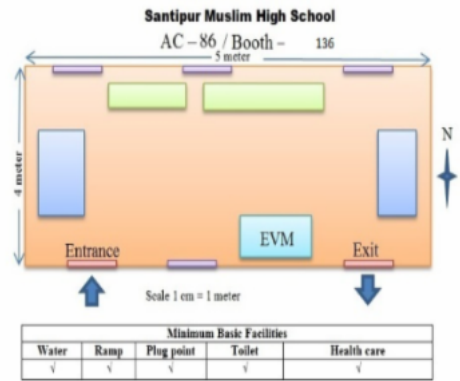 Santipur Muslim High School
AC – 86 / Booth – 136
5 meter
4 meter
N
EVM
Entrance
Exit
Scale 1 cm = 1 meter
Minimum Basic Facilities
Water Ramp Plug point Toilet Health care
√ √ √ √ √